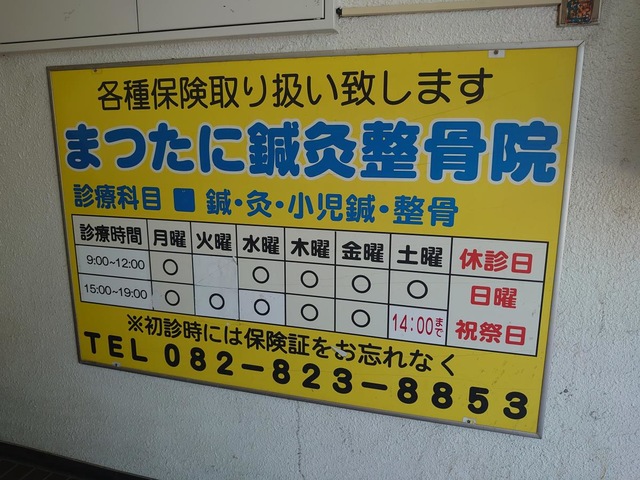 各種保険取り扱い致します
まつたに鍼灸整骨院
診療科目 ■ 鍼・灸・小児鍼・整骨
診療時間 月曜 火曜 水曜 木曜 金曜 土曜 休診日
9:00~12:00 ○ ○ ○ ○ ○ 日曜
15:00~19:00 ○ ○ ○ ○ ○ 14:00まで 祝祭日
※初診時には保険証をお忘れなく
TEL 082-823-8853